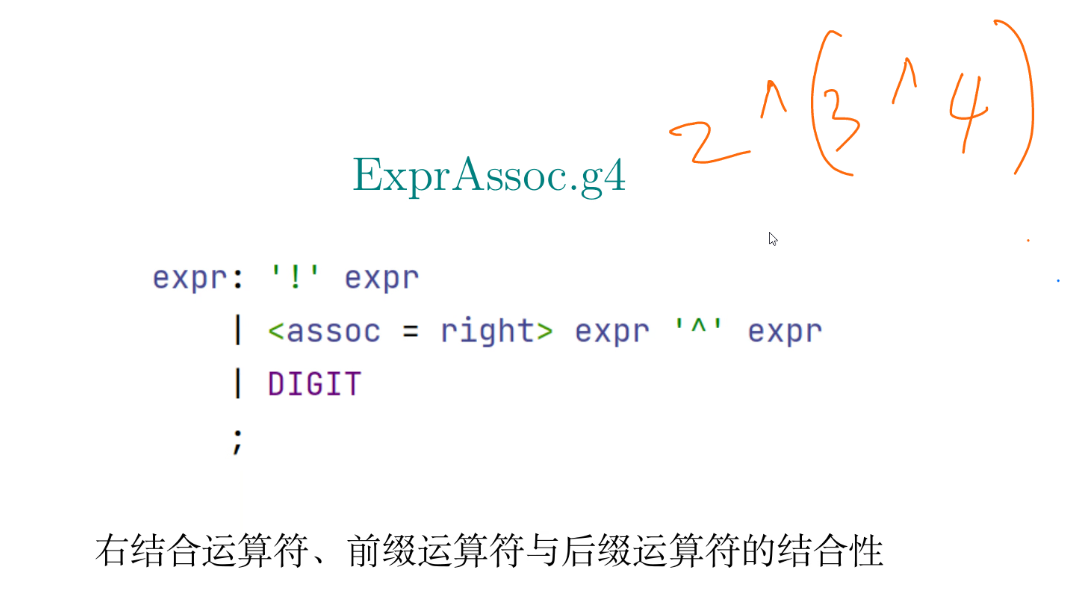 2^(3^4)
ExprAssoc.g4
expr: '!' expr
| <assoc = right> expr '^' expr
| DIGIT
;
右结合运算符、前缀运算符与后缀运算符的结合性